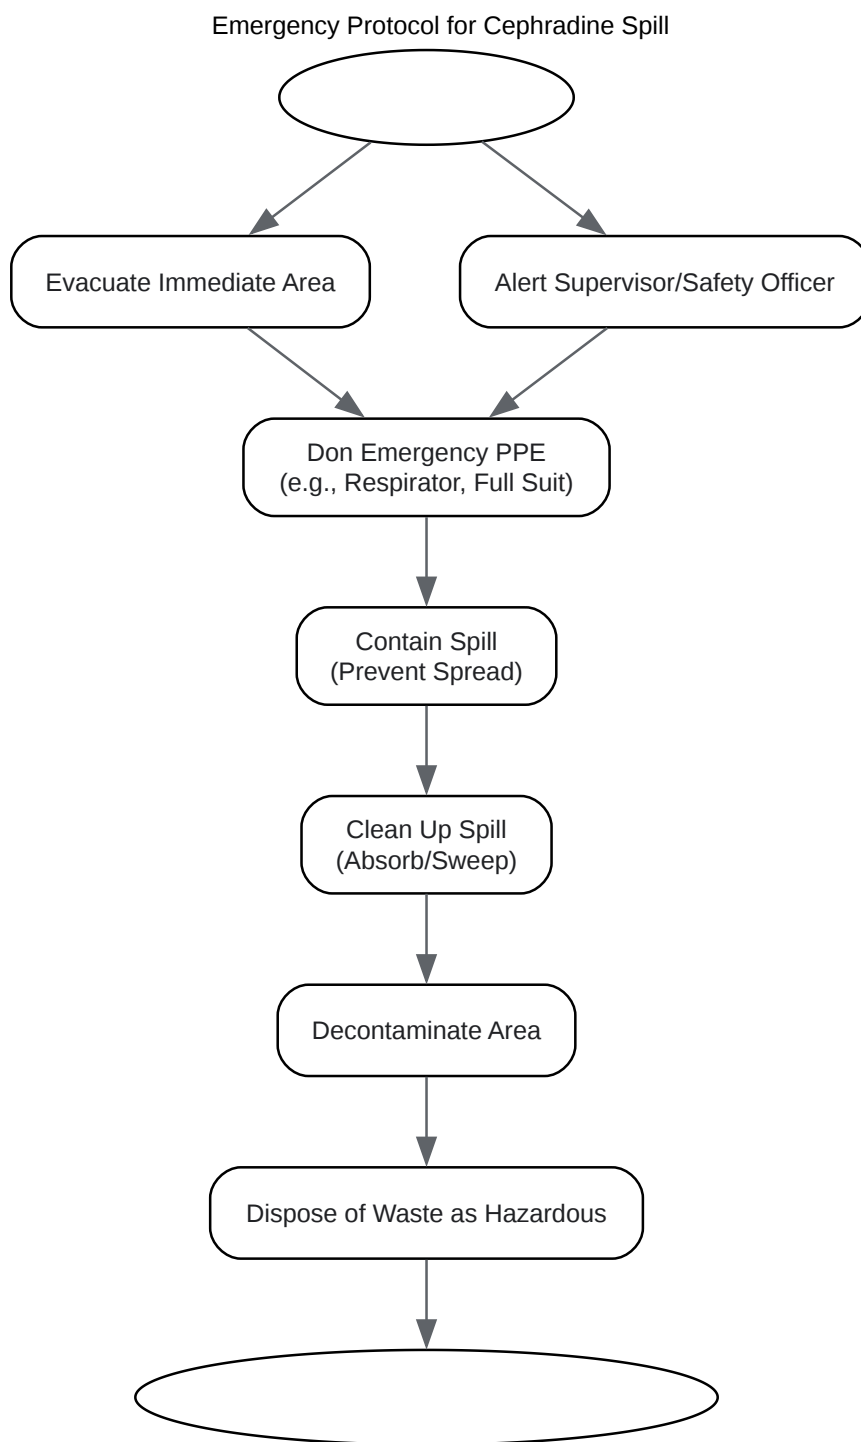 Emergency Protocol for Cephradine Spill
Evacuate Immediate Area
Alert Supervisor/Safety Officer
Don Emergency PPE
(e.g., Respirator, Full Suit)
Contain Spill
(Prevent Spread)
Clean Up Spill
(Absorb/Sweep)
Decontaminate Area
Dispose of Waste as Hazardous